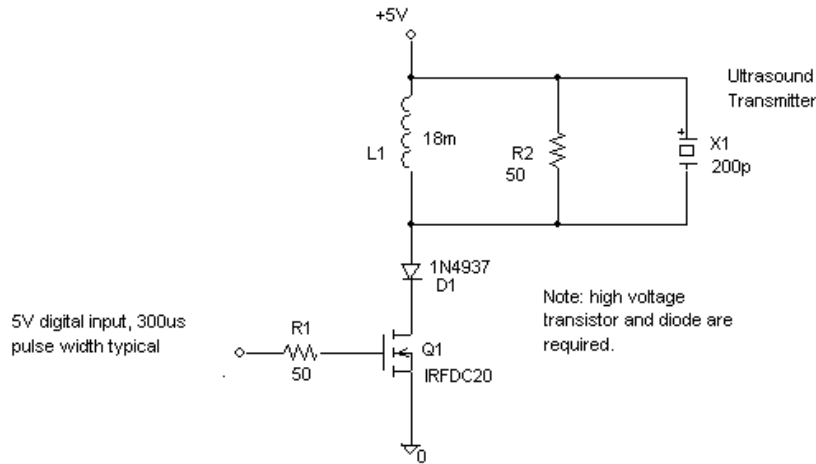 +5V
Ultrasound
Transmitter
L1
18m
R2
50
+
X1
200p
1N4937
D1
Note: high voltage
transistor and diode are
required.
5V digital input, 300us
pulse width typical
R1
50
Q1
IRFDC20
0